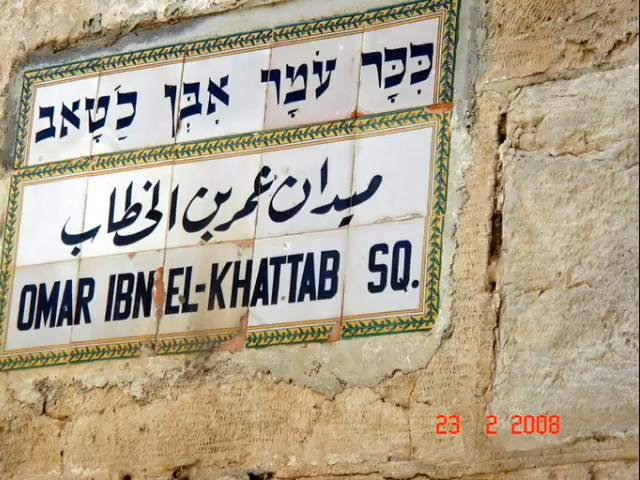 כִּכָּר עֹמָר אִבְּן כַטָאב
ميدان عمر بن الخطاب
OMAR IBN EL-KHATTAB SQ.
23 2 2008